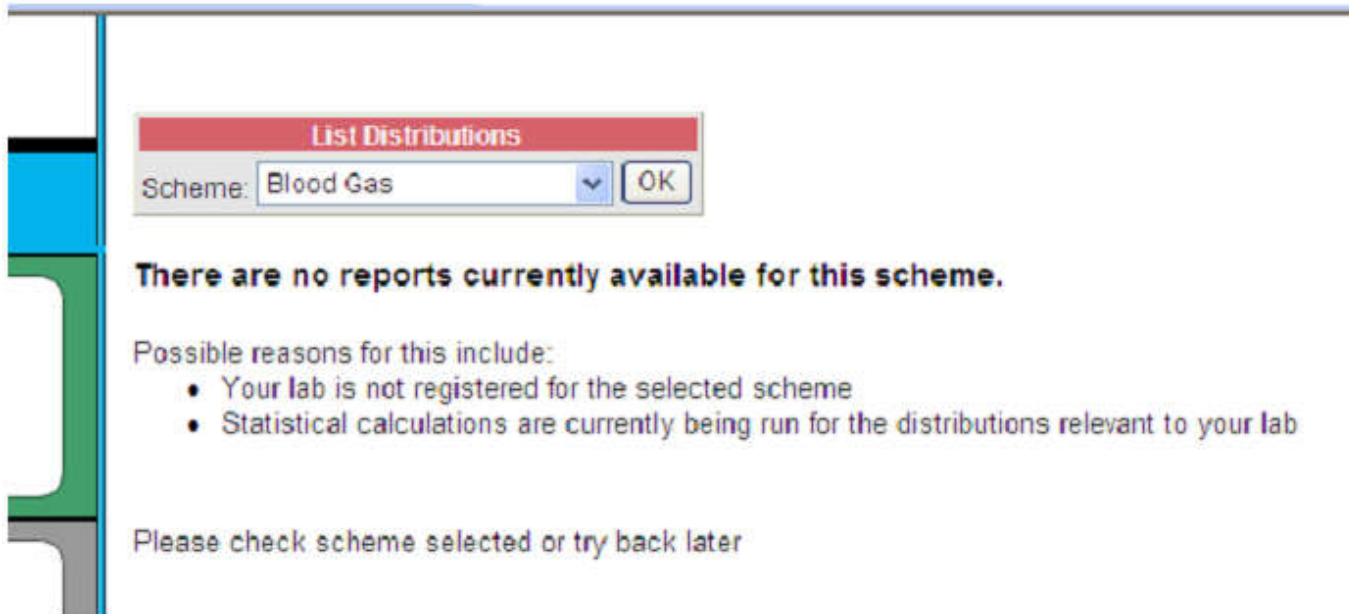 List Distributions
Scheme: Blood Gas OK
There are no reports currently available for this scheme.
Possible reasons for this include:
• Your lab is not registered for the selected scheme
• Statistical calculations are currently being run for the distributions relevant to your lab
Please check scheme selected or try back later